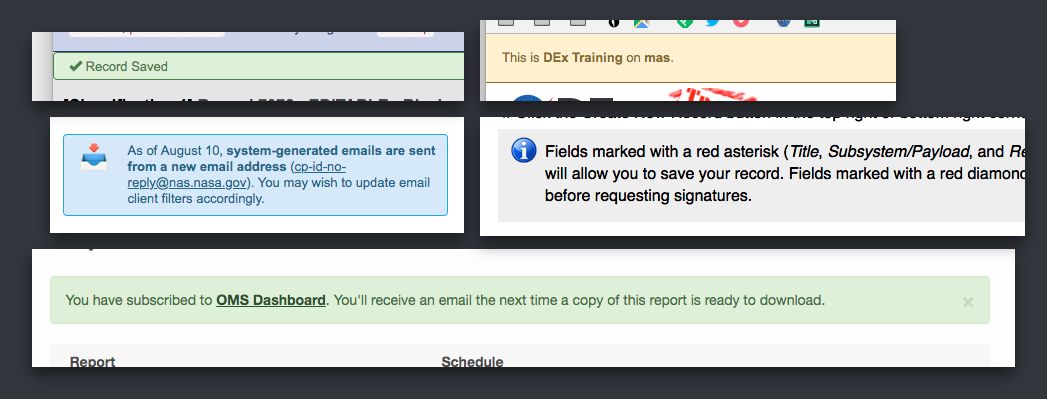 Record Saved
This is DEx Training on mas.
As of August 10, system-generated emails are sent
from a new email address (cp-id-no-
reply@nas.nasa.gov). You may wish to update email
client filters accordingly.
Fields marked with a red asterisk (Title, Subsystem/Payload, and Re
will allow you to save your record. Fields marked with a red diamond
before requesting signatures.
You have subscribed to OMS Dashboard. You'll receive an email the next time a copy of this report is ready to download. ×
Report Schedule